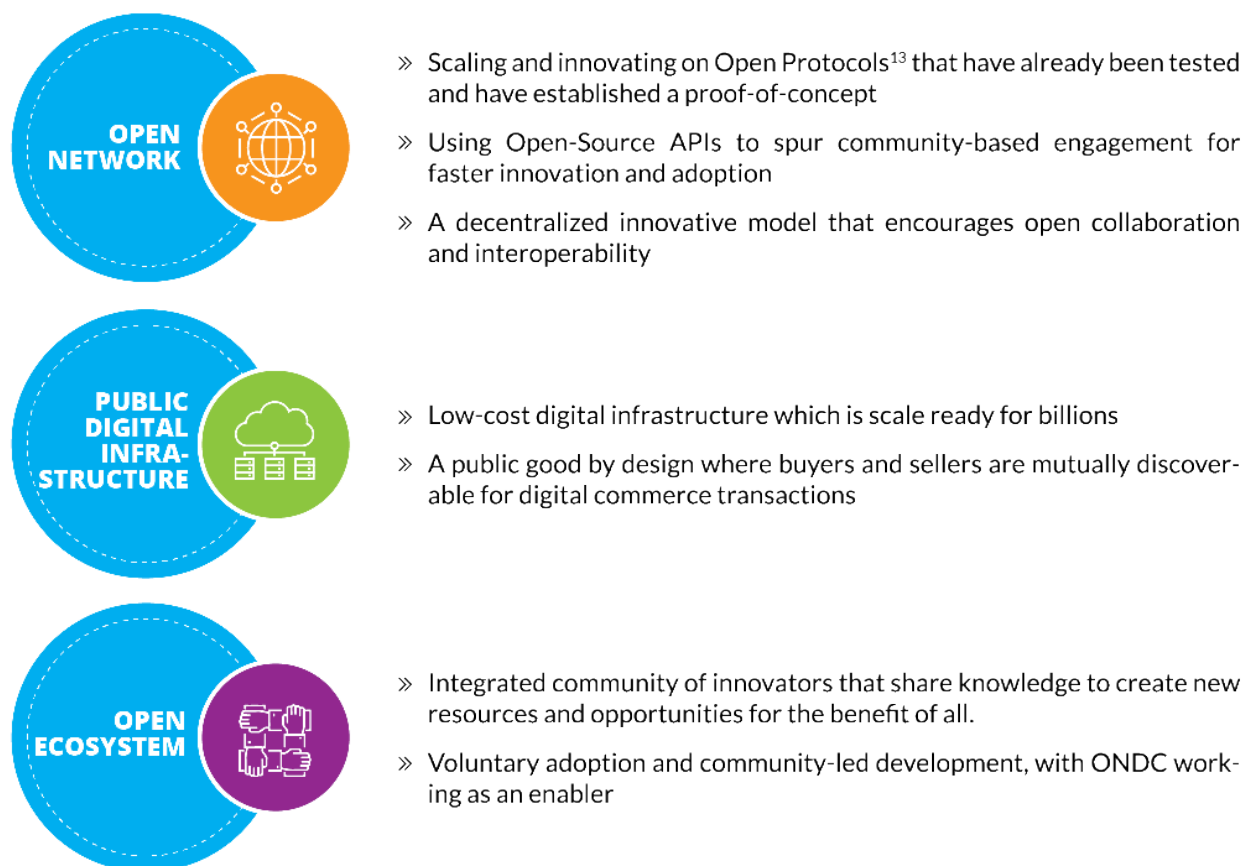 OPEN
NETWORK
» Scaling and innovating on Open Protocols¹³ that have already been tested
and have established a proof-of-concept
» Using Open-Source APIs to spur community-based engagement for
faster innovation and adoption
» A decentralized innovative model that encourages open collaboration
and interoperability
PUBLIC
DIGITAL
INFRA-
STRUCTURE
» Low-cost digital infrastructure which is scale ready for billions
» A public good by design where buyers and sellers are mutually discover-
able for digital commerce transactions
OPEN
ECOSYSTEM
» Integrated community of innovators that share knowledge to create new
resources and opportunities for the benefit of all.
» Voluntary adoption and community-led development, with ONDC work-
ing as an enabler